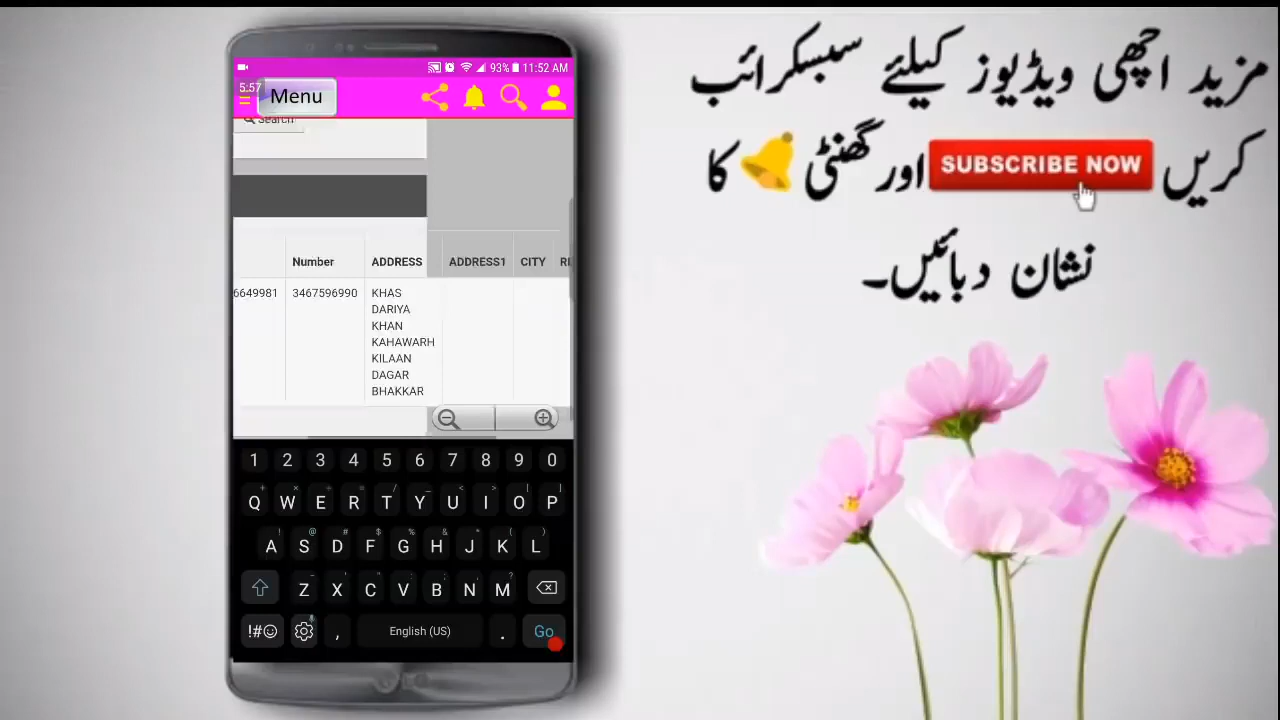 93% 11:52 AM
5:57
Menu
Search
Number ADDRESS ADDRESS1 CITY
6649981 3467596990 KHAS
DARIYA
KHAN
KAHAWARH
KILAAN
DAGAR
BHAKKAR
1 2 3 4 5 6 7 8 9 0
Q W E R T Y U I O P
A S D F G H J K L
Z X C V B N M
!#☺ , English (US) . Go
مزید اچھی ویڈیوز کیلئے سبسکرائب
کریں SUBSCRIBE NOW اور گھنٹی 🔔 کا
نشان دبائیں۔